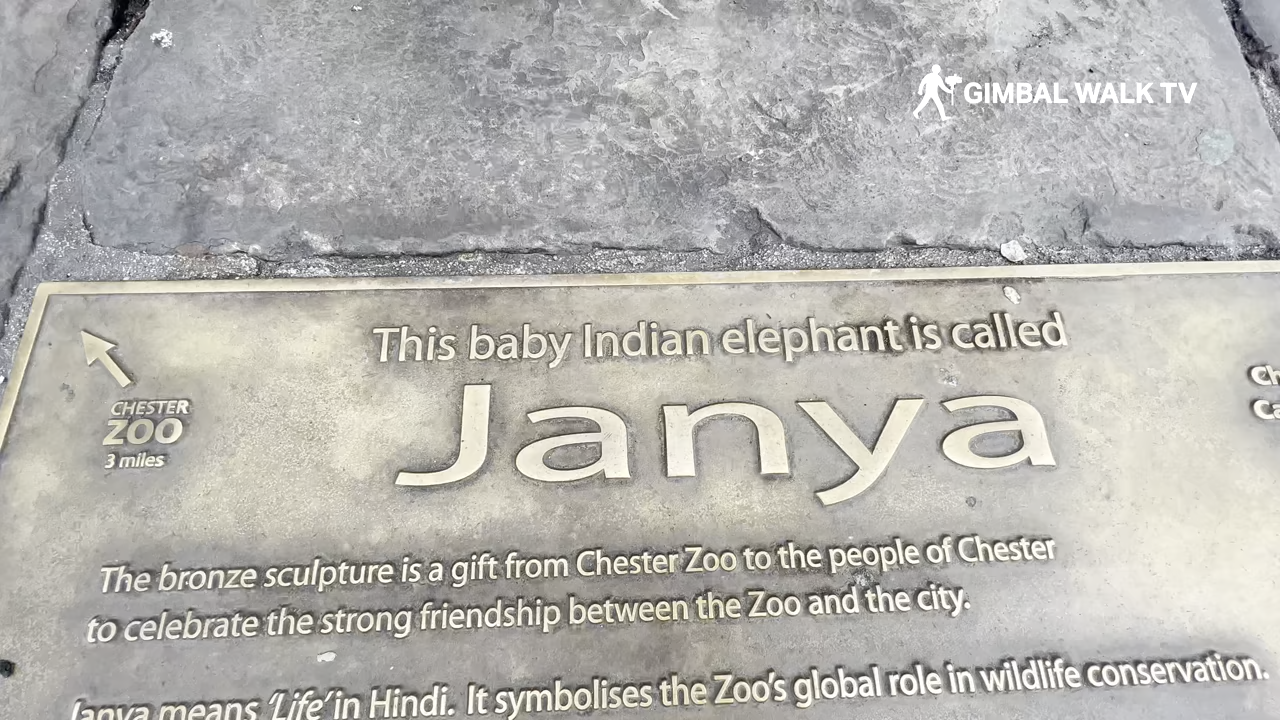 GIMBAL WALK TV
This baby Indian elephant is called
Janya
CHESTER
ZOO
3 miles
The bronze sculpture is a gift from Chester Zoo to the people of Chester
to celebrate the strong friendship between the Zoo and the city.
Janya means 'Life' in Hindi. It symbolises the Zoo's global role in wildlife conservation.